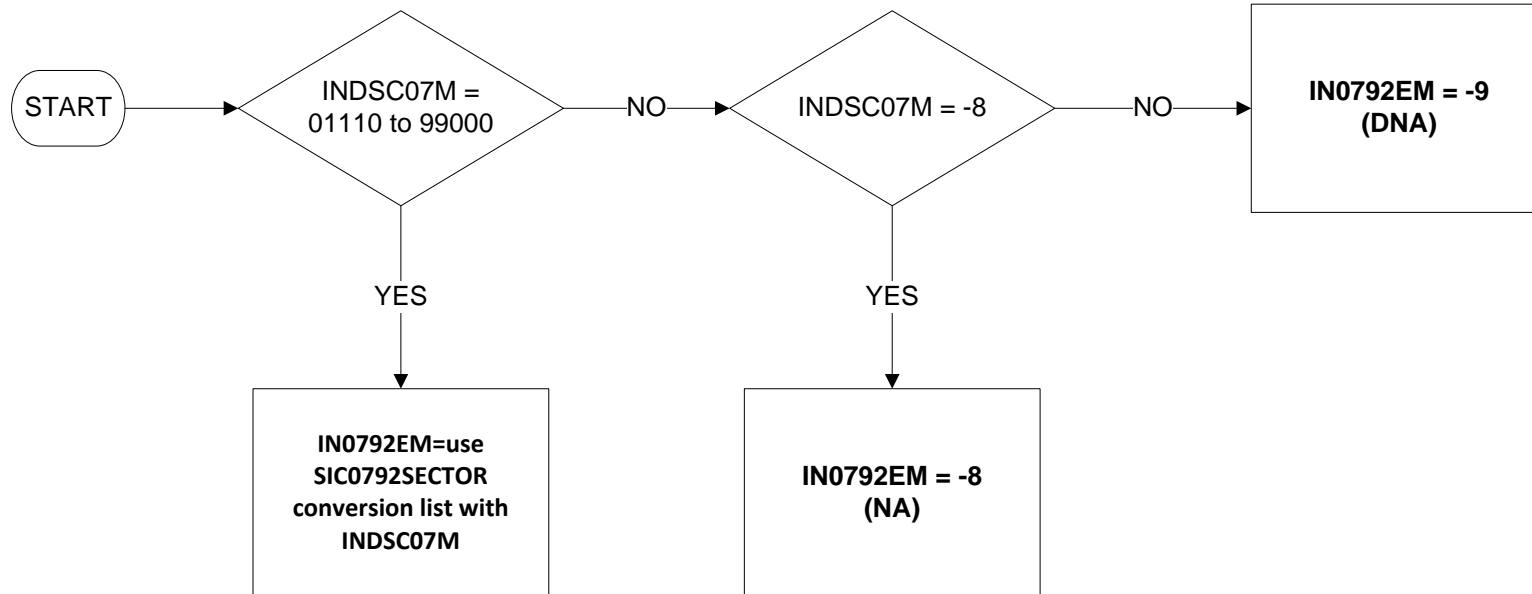 START
INDSC07M =
01110 to 99000
NO
INDSC07M = -8
NO
IN0792EM = -9
(DNA)
YES
YES
IN0792EM=use
SIC0792SECTOR
conversion list with
INDSC07M
IN0792EM = -8
(NA)